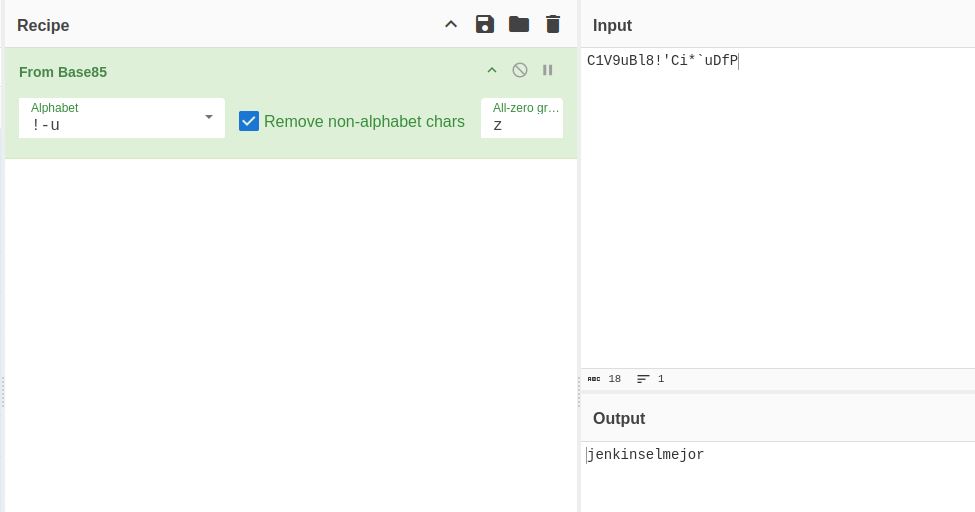 Recipe
From Base85
Alphabet
!-u
Remove non-alphabet chars
All-zero gr…
z
Input
C1V9uBl8!'Ci*`uDfP
ABC 18
1
Output
jenkinselmejor